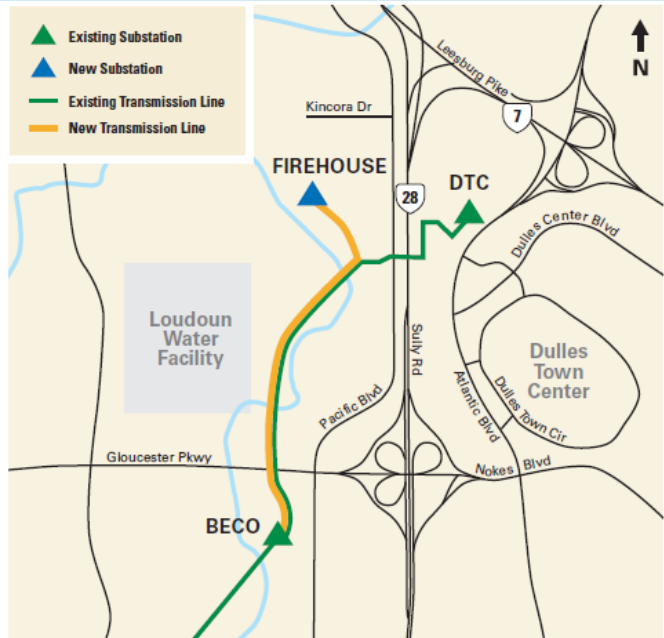 Existing Substation
New Substation
Existing Transmission Line
New Transmission Line
N
Leesburg Pike
7
Kincora Dr
FIREHOUSE
28
DTC
Dulles Center Blvd
Loudoun
Water
Facility
Sully Rd
Dulles
Town
Center
Atlantic Blvd
Pacific Blvd
Dulles Town Cir
Gloucester Pkwy
Nokes Blvd
BECO